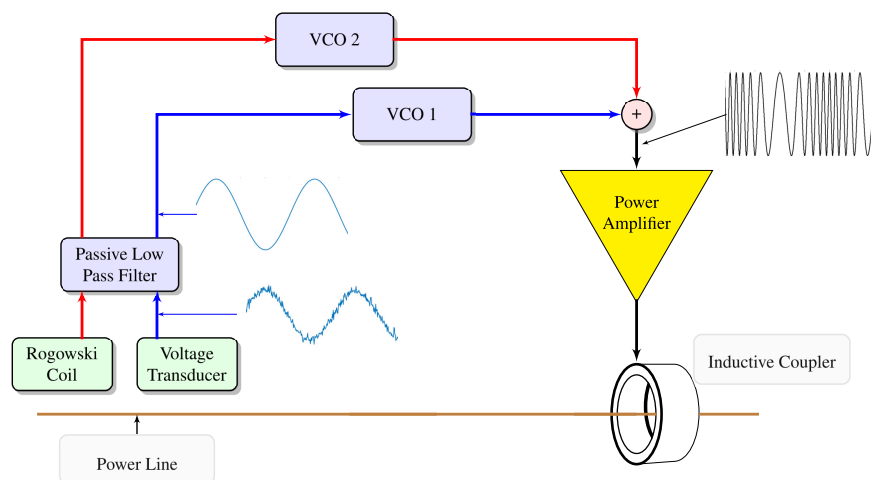 VCO 2
VCO 1
+
Power
Amplifier
Passive Low
Pass Filter
Rogowski
Coil
Voltage
Transducer
Inductive Coupler
Power Line